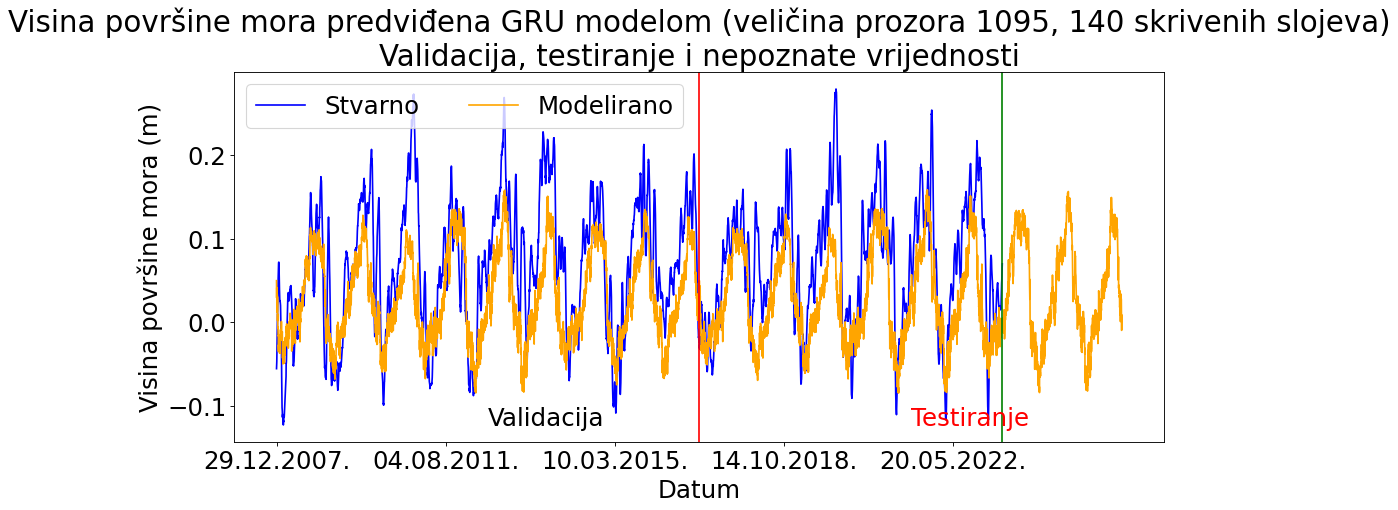 Visina površine mora predviđena GRU modelom (veličina prozora 1095, 140 skrivenih slojeva)
Validacija, testiranje i nepoznate vrijednosti
Stvarno
Modelirano
Visina površine mora (m)
0.2
0.1
0.0
−0.1
Validacija
Testiranje
29.12.2007.
04.08.2011.
10.03.2015.
14.10.2018.
20.05.2022.
Datum